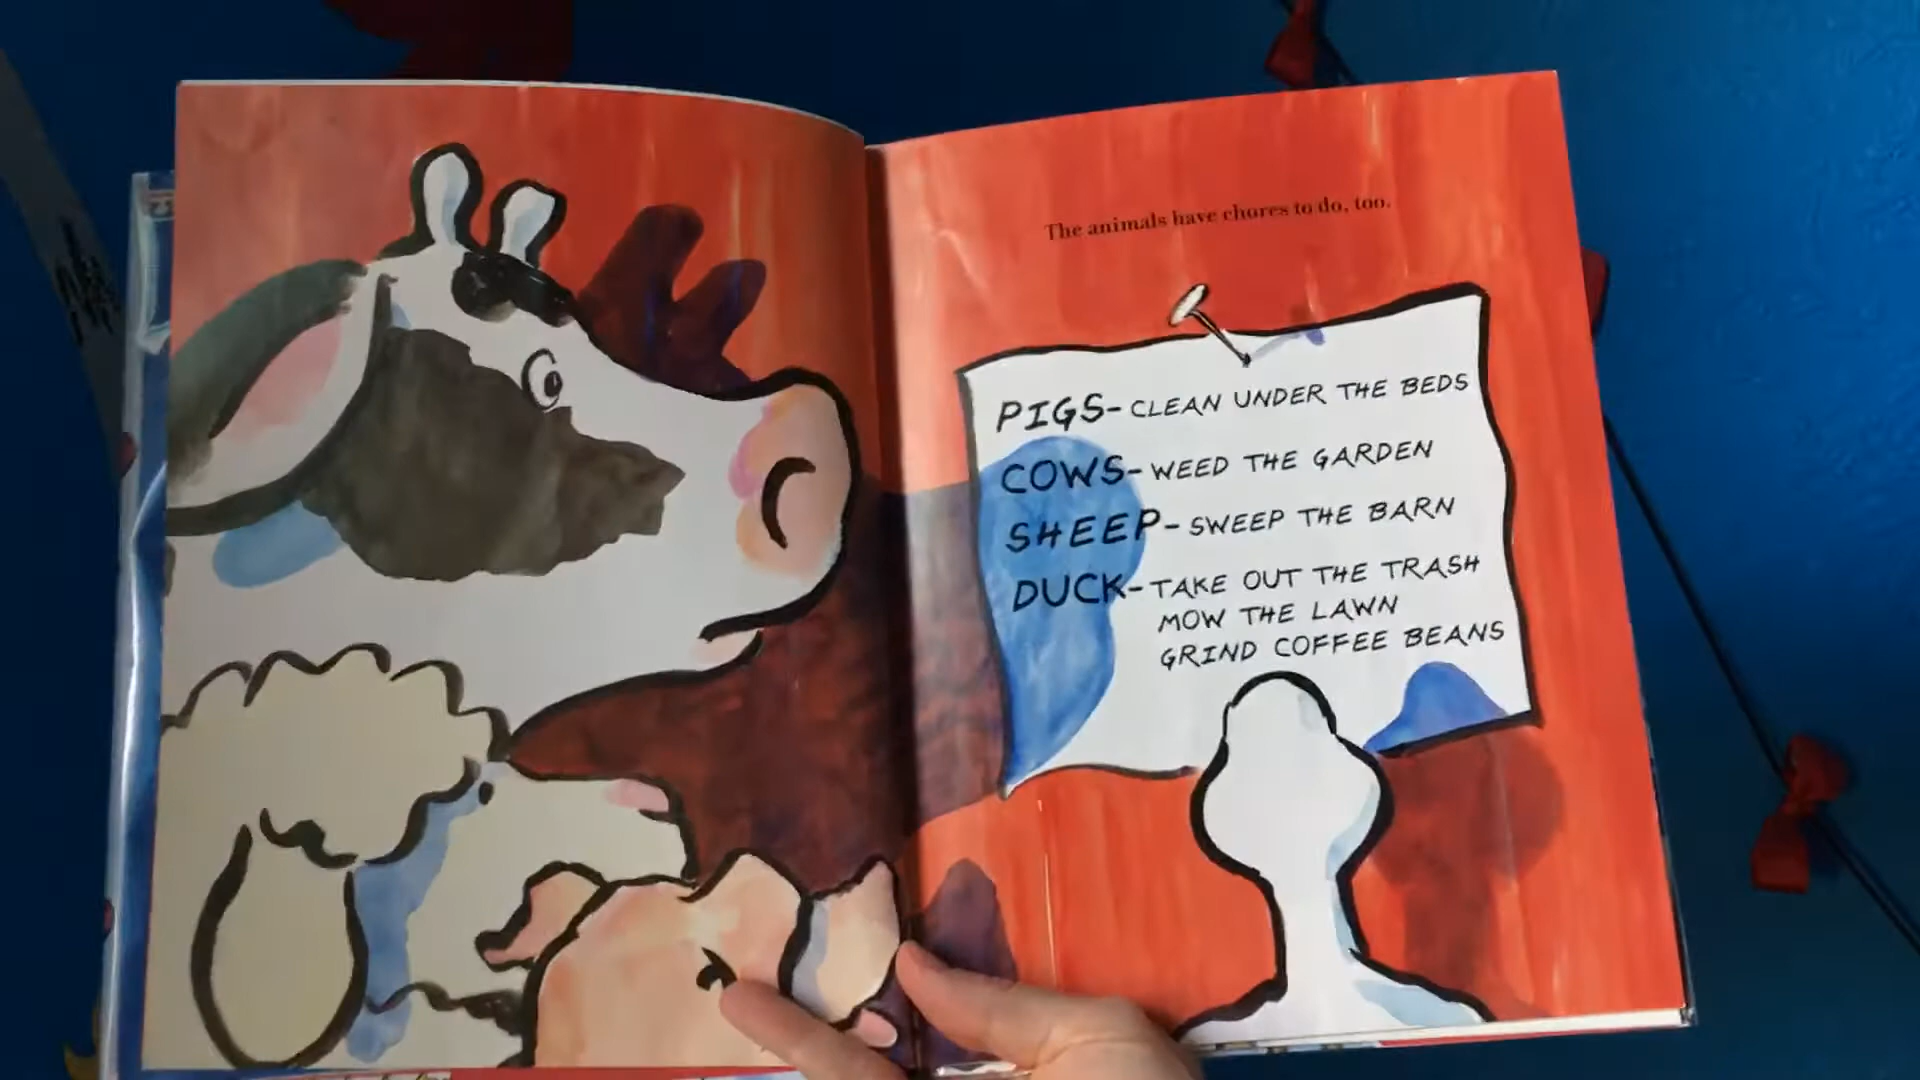 The animals have chores to do, too.
PIGS- CLEAN UNDER THE BEDS
COWS- WEED THE GARDEN
SHEEP- SWEEP THE BARN
DUCK- TAKE OUT THE TRASH
MOW THE LAWN
GRIND COFFEE BEANS